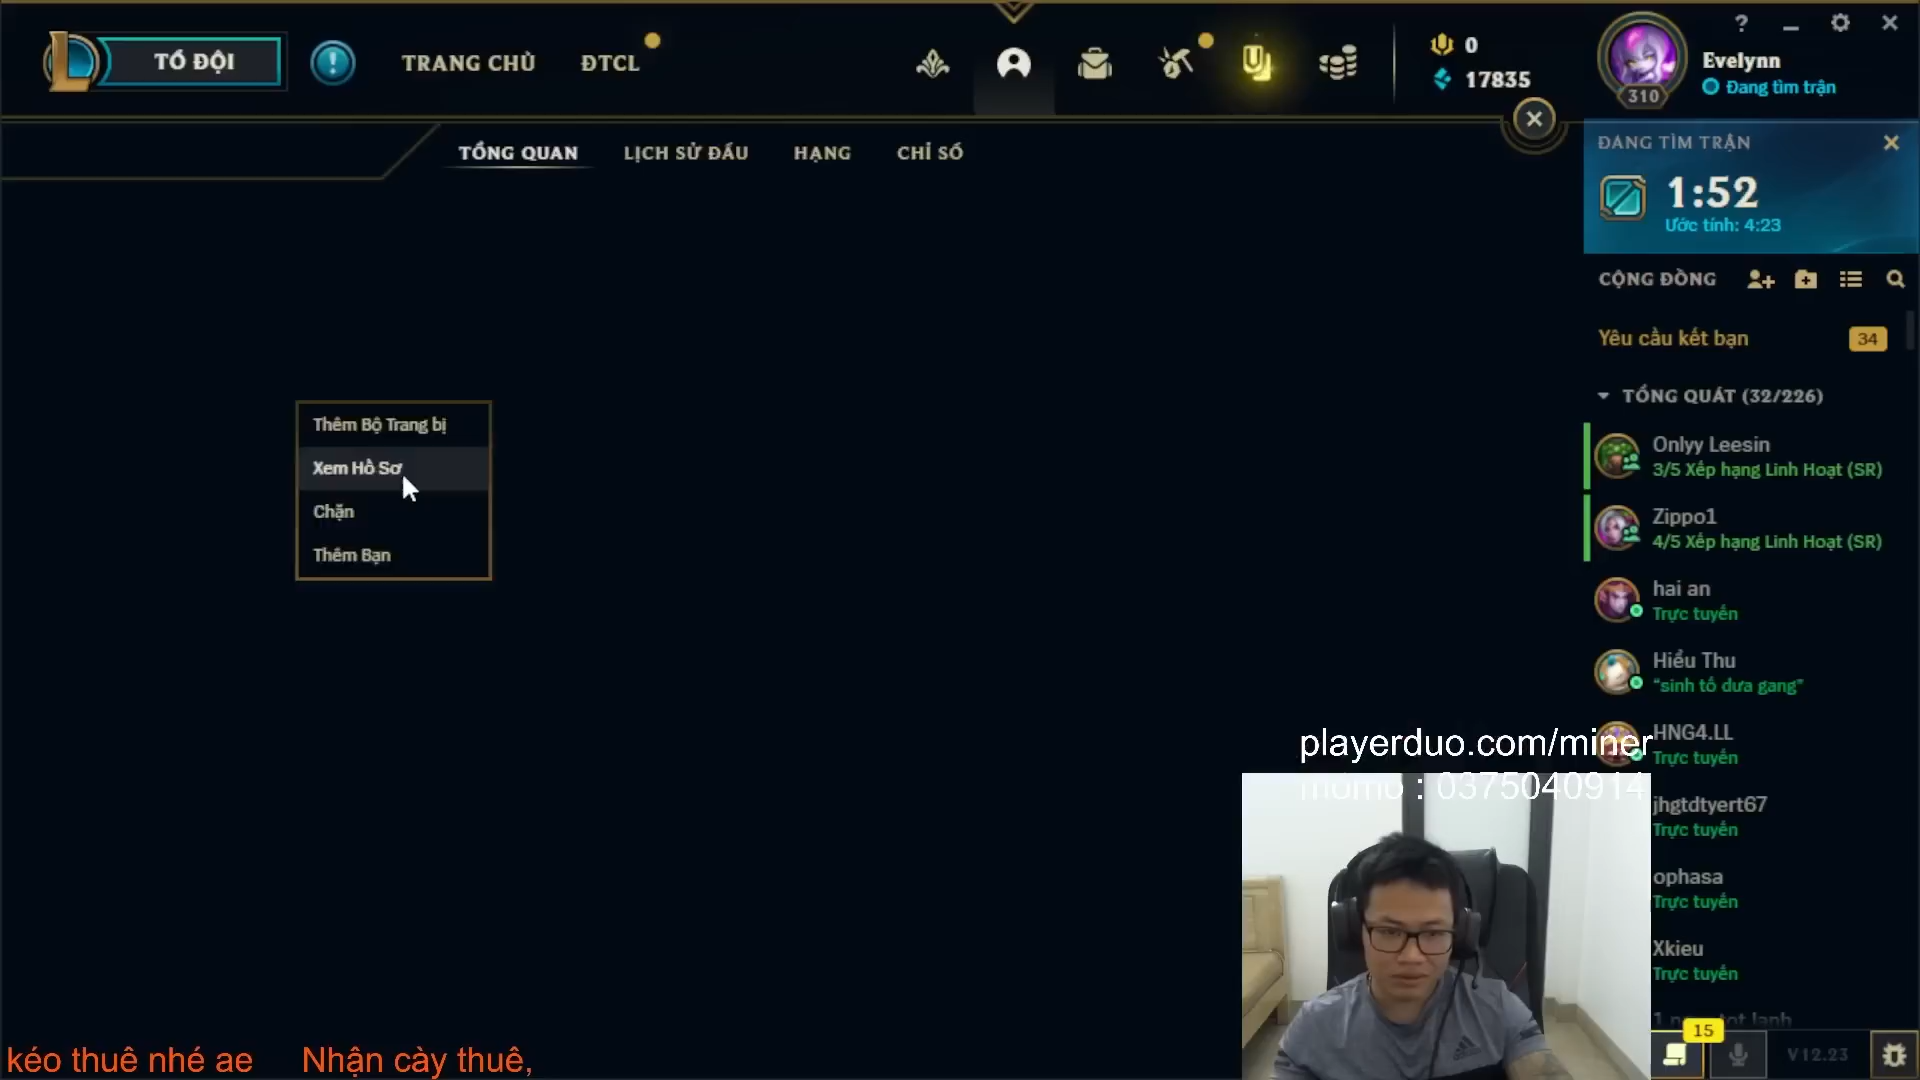 TỔ ĐỘI
TRANG CHỦ
ĐTCL
0
17835
310
Evelynn
Đang tìm trận
TỔNG QUAN
LỊCH SỬ ĐẤU
HẠNG
CHỈ SỐ
ĐANG TÌM TRẬN
1:52
Ước tính: 4:23
CỘNG ĐỒNG
Yêu cầu kết bạn
34
TỔNG QUÁT (32/226)
Onlyy Leesin
3/5 Xếp hạng Linh Hoạt (SR)
Zippo1
4/5 Xếp hạng Linh Hoạt (SR)
hai an
Trực tuyến
Hiểu Thu
“sinh tố dưa gang”
HNG4.LL
Trực tuyến
jhgtdtyert67
Trực tuyến
ophasa
Trực tuyến
Xkieu
Trực tuyến
Thêm Bộ Trang bị
Xem Hồ Sơ
Chặn
Thêm Bạn
playerduo.com/miner
momo : 0375040914
15
V12.23
kéo thuê nhé ae Nhận cày thuê,